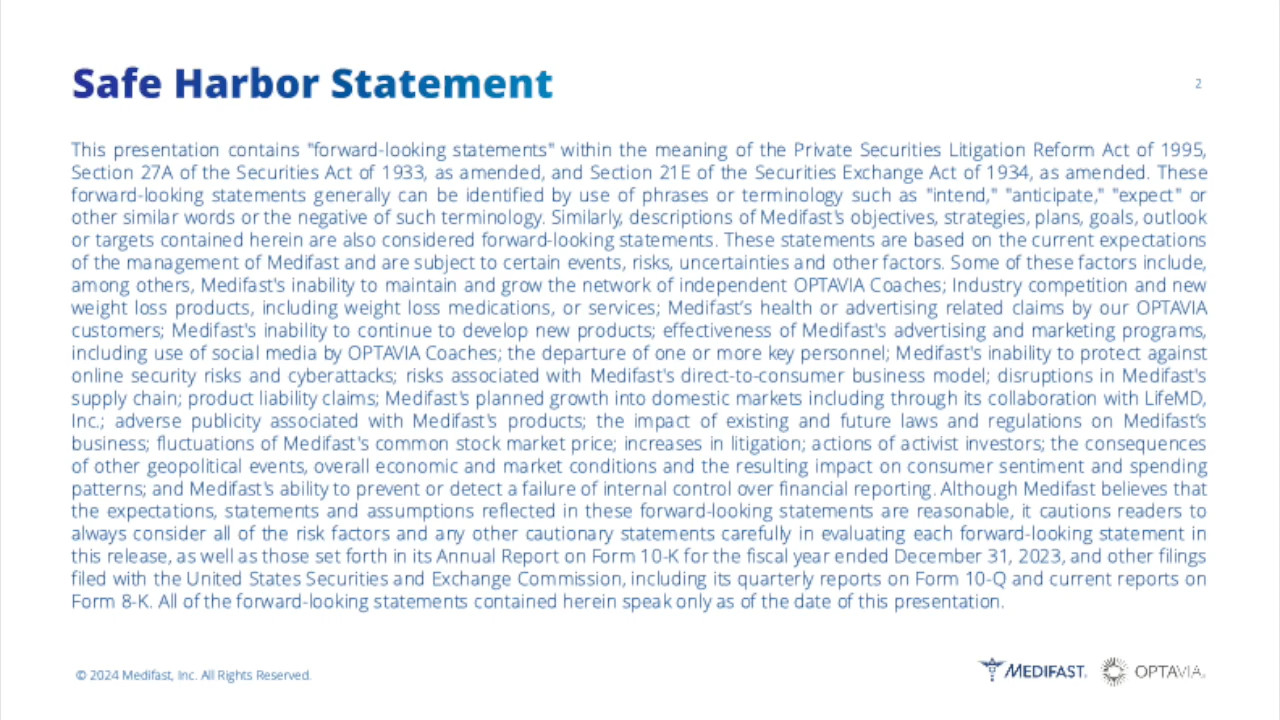 Safe Harbor Statement
2
This presentation contains "forward-looking statements" within the meaning of the Private Securities Litigation Reform Act of 1995,
Section 27A of the Securities Act of 1933, as amended, and Section 21E of the Securities Exchange Act of 1934, as amended. These
forward-looking statements generally can be identified by use of phrases or terminology such as "intend," "anticipate," "expect" or
other similar words or the negative of such terminology. Similarly, descriptions of Medifast's objectives, strategies, plans, goals, outlook
or targets contained herein are also considered forward-looking statements. These statements are based on the current expectations
of the management of Medifast and are subject to certain events, risks, uncertainties and other factors. Some of these factors include,
among others, Medifast's inability to maintain and grow the network of independent OPTAVIA Coaches; Industry competition and new
weight loss products, including weight loss medications, or services; Medifast’s health or advertising related claims by our OPTAVIA
customers; Medifast's inability to continue to develop new products; effectiveness of Medifast's advertising and marketing programs,
including use of social media by OPTAVIA Coaches; the departure of one or more key personnel; Medifast's inability to protect against
online security risks and cyberattacks; risks associated with Medifast's direct-to-consumer business model; disruptions in Medifast's
supply chain; product liability claims; Medifast's planned growth into domestic markets including through its collaboration with LifeMD,
Inc.; adverse publicity associated with Medifast's products; the impact of existing and future laws and regulations on Medifast’s
business; fluctuations of Medifast's common stock market price; increases in litigation; actions of activist investors; the consequences
of other geopolitical events, overall economic and market conditions and the resulting impact on consumer sentiment and spending
patterns; and Medifast's ability to prevent or detect a failure of internal control over financial reporting. Although Medifast believes that
the expectations, statements and assumptions reflected in these forward-looking statements are reasonable, it cautions readers to
always consider all of the risk factors and any other cautionary statements carefully in evaluating each forward-looking statement in
this release, as well as those set forth in its Annual Report on Form 10-K for the fiscal year ended December 31, 2023, and other filings
filed with the United States Securities and Exchange Commission, including its quarterly reports on Form 10-Q and current reports on
Form 8-K. All of the forward-looking statements contained herein speak only as of the date of this presentation.
© 2024 Medifast, Inc. All Rights Reserved.
MEDIFAST. OPTAVIA.